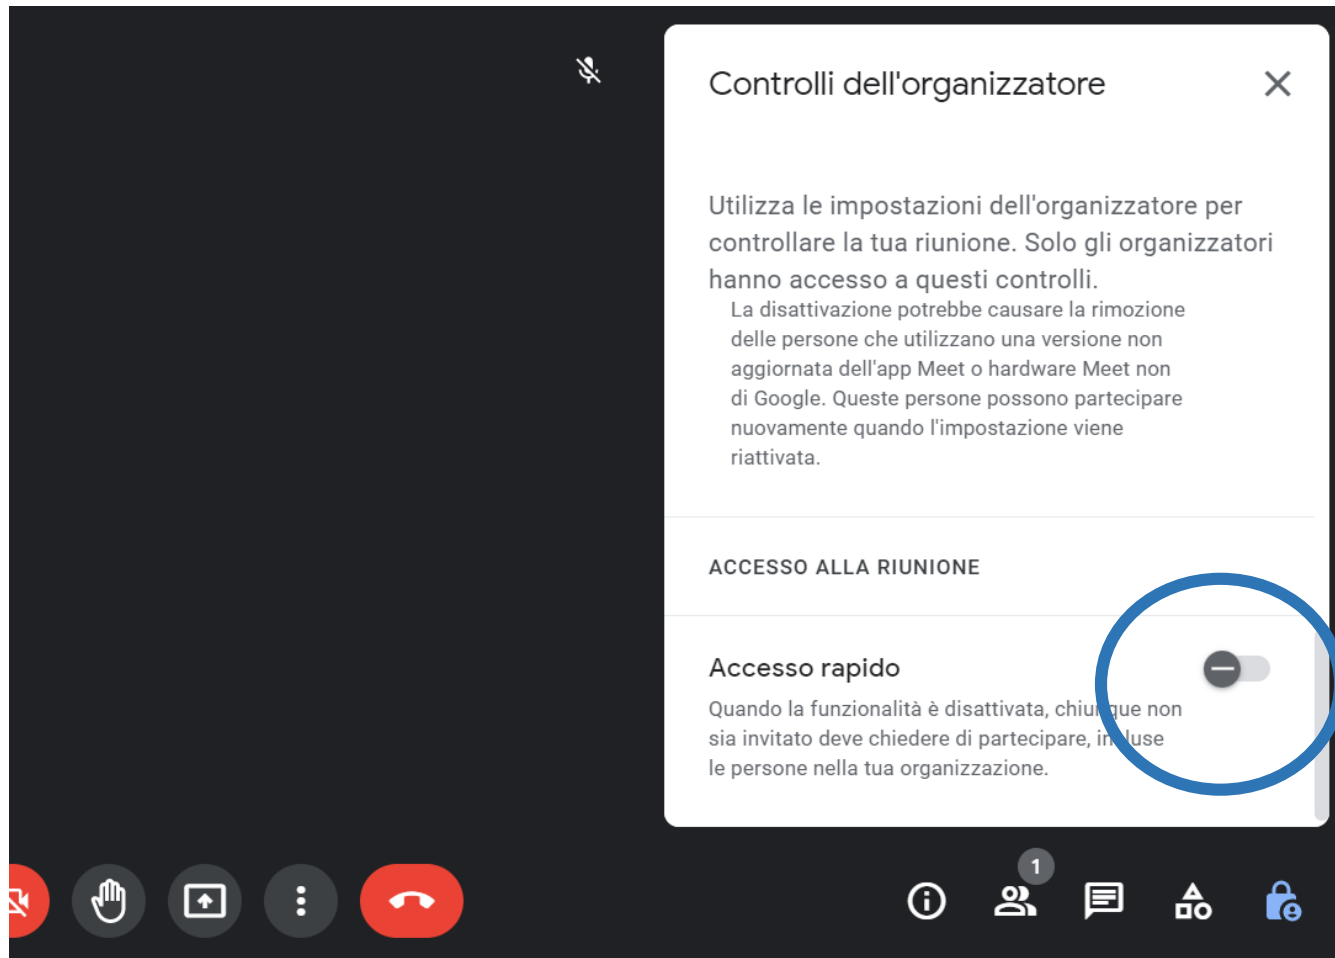 Controlli dell'organizzatore
Utilizza le impostazioni dell'organizzatore per
controllare la tua riunione. Solo gli organizzatori
hanno accesso a questi controlli.
La disattivazione potrebbe causare la rimozione
delle persone che utilizzano una versione non
aggiornata dell'app Meet o hardware Meet non
di Google. Queste persone possono partecipare
nuovamente quando l'impostazione viene
riattivata.
ACCESSO ALLA RIUNIONE
Accesso rapido
Quando la funzionalità è disattivata, chiunque non
sia invitato deve chiedere di partecipare, incluse
le persone nella tua organizzazione.
1